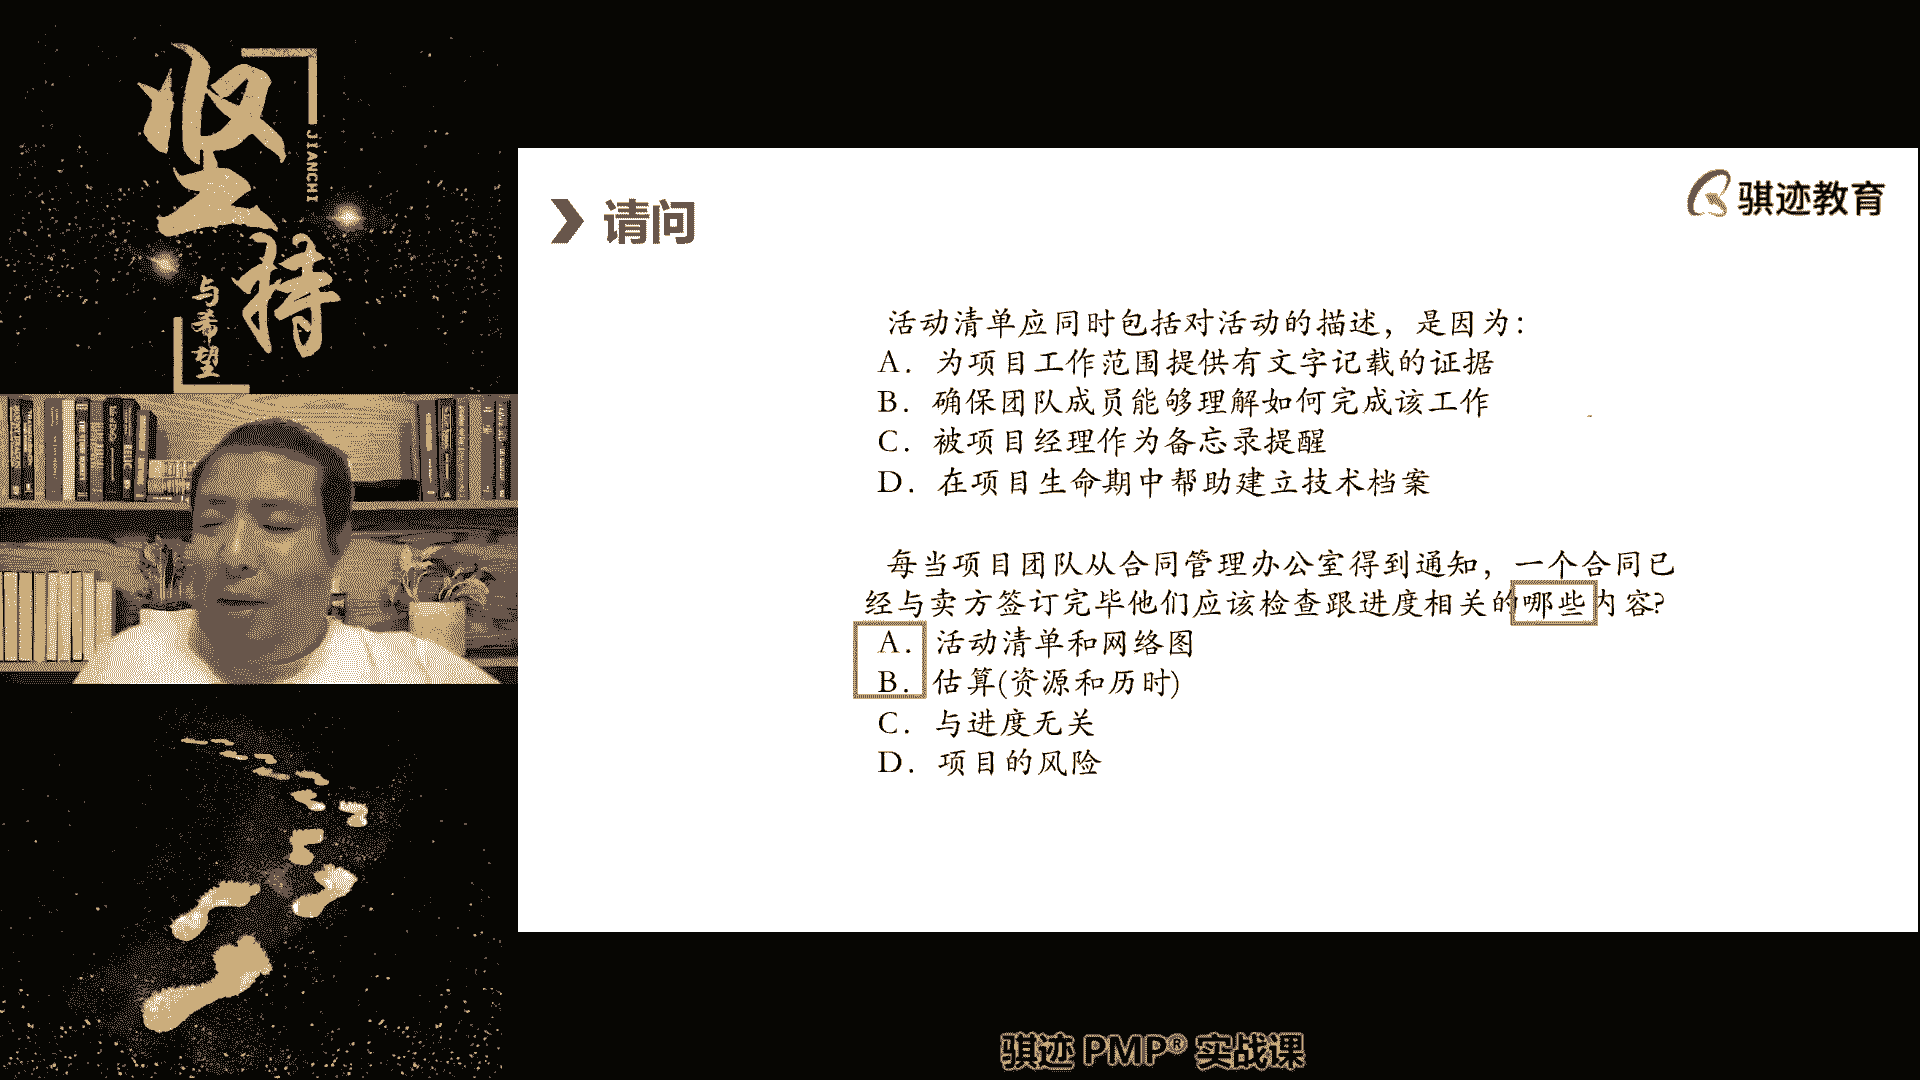 坚持
JIANCHI
与希望
骐迹教育
请问
活动清单应同时包括对活动的描述，是因为：
A. 为项目工作范围提供有文字记载的证据
B. 确保团队成员能够理解如何完成该工作
C. 被项目经理作为备忘录提醒
D. 在项目生命期中帮助建立技术档案
每当项目团队从合同管理办公室得到通知，一个合同已
经与卖方签订完毕他们应该检查跟进度相关的哪些内容?
A. 活动清单和网络图
B. 估算(资源和历时)
C. 与进度无关
D. 项目的风险
骐迹 PMP® 实战课